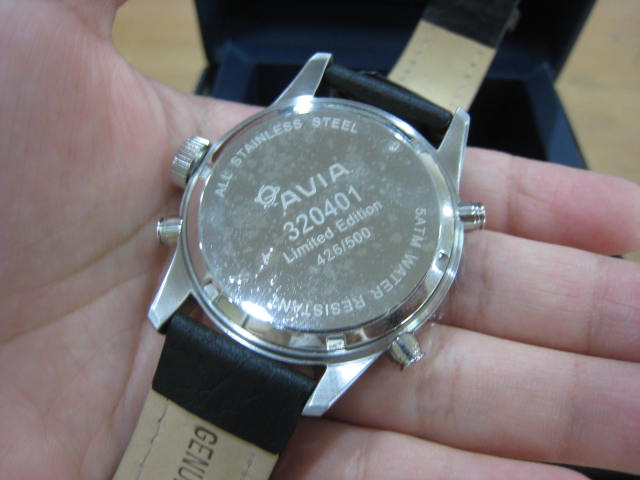 ALL STAINLESS STEEL
AVIA
320401
Limited Edition
426/500
5ATM WATER RESISTANT
GENU